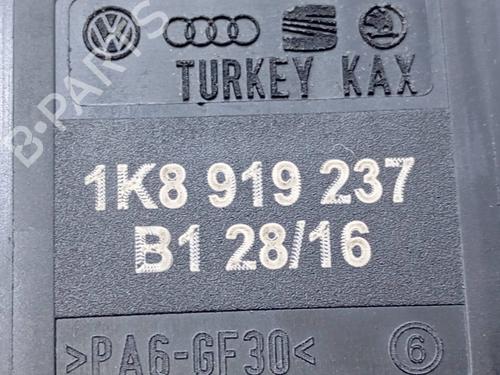 TURKEY KAX
B-PARTS
1K8 919 237
B1 28/16
>PA6-GF30<
6